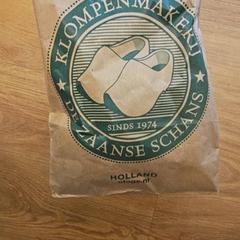 KLOMPENMAKERIJ
SINDS 1974
DE ZAANSE SCHANS
HOLLAND